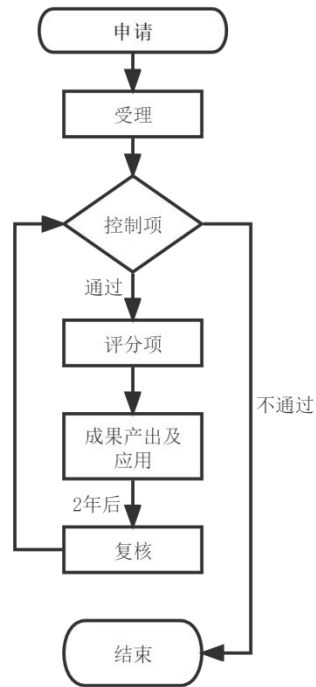 申请
受理
控制项
通过
评分项
不通过
成果产出及
应用
2年后
复核
结束